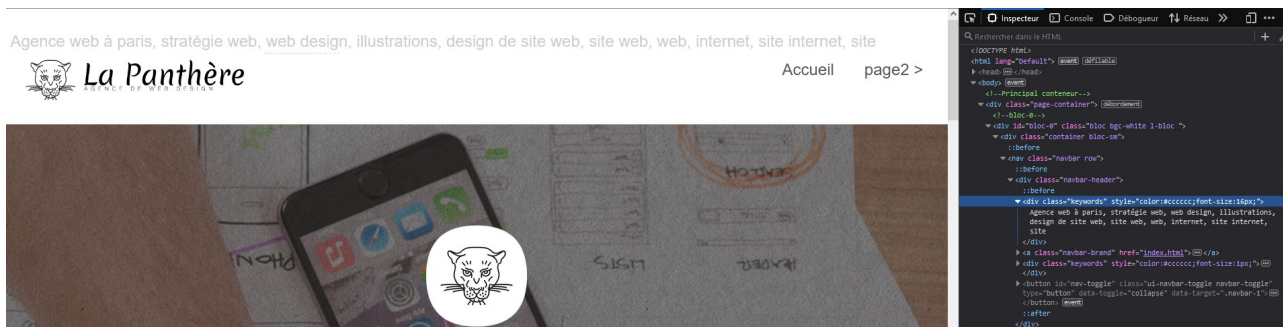 Agence web à paris, stratégie web, web design, illustrations, design de site web, site web, web, internet, site internet, site
La Panthère
AGENCE DE WEB DESIGN
Accueil
page2 >
SEARCH
LISTS
HEADER
Inspecteur
Console
Débogueur
Réseau
Rechercher dans le HTML
<!DOCTYPE html>
<html lang="Default"> event défilable
<head> </head>
<body> event
<!--Principal conteneur-->
<div class="page-container"> débordement
<!--bloc-0-->
<div id="bloc-0" class="bloc bgc-white l-bloc ">
<div class="container bloc-sm">
::before
<nav class="navbar row">
::before
<div class="navbar-header">
::before
<div class="keywords" style="color:#cccccc;font-size:16px;">
Agence web à paris, stratégie web, web design, illustrations,
design de site web, site web, web, internet, site internet,
site
</div>
<a class="navbar-brand" href="index.html"> </a>
<div class="keywords" style="color:#cccccc;font-size:1px;">
</div>
<button id="nav-toggle" class="ui-navbar-toggle navbar-toggle"
type="button" data-toggle="collapse" data-target=".navbar-1">
</button> event
::after
</div>